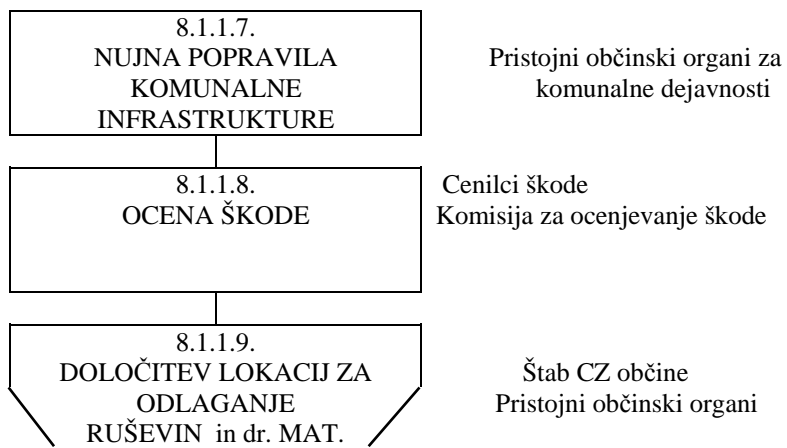 8.1.1.7.
NUJNA POPRAVILA
KOMUNALNE
INFRASTRUKTURE
Pristojni občinski organi za
komunalne dejavnosti
8.1.1.8.
OCENA ŠKODE
Cenilci škode
Komisija za ocenjevanje škode
8.1.1.9.
DOLOČITEV LOKACIJ ZA
ODLAGANJE
RUŠEVIN in dr. MAT.
Štab CZ občine
Pristojni občinski organi